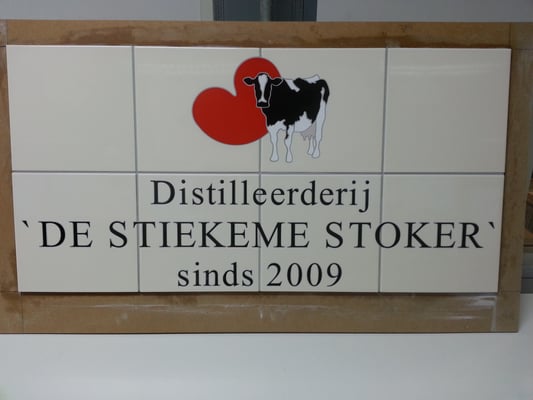 Distilleerderij
`DE STIEKEME STOKER`
sinds 2009